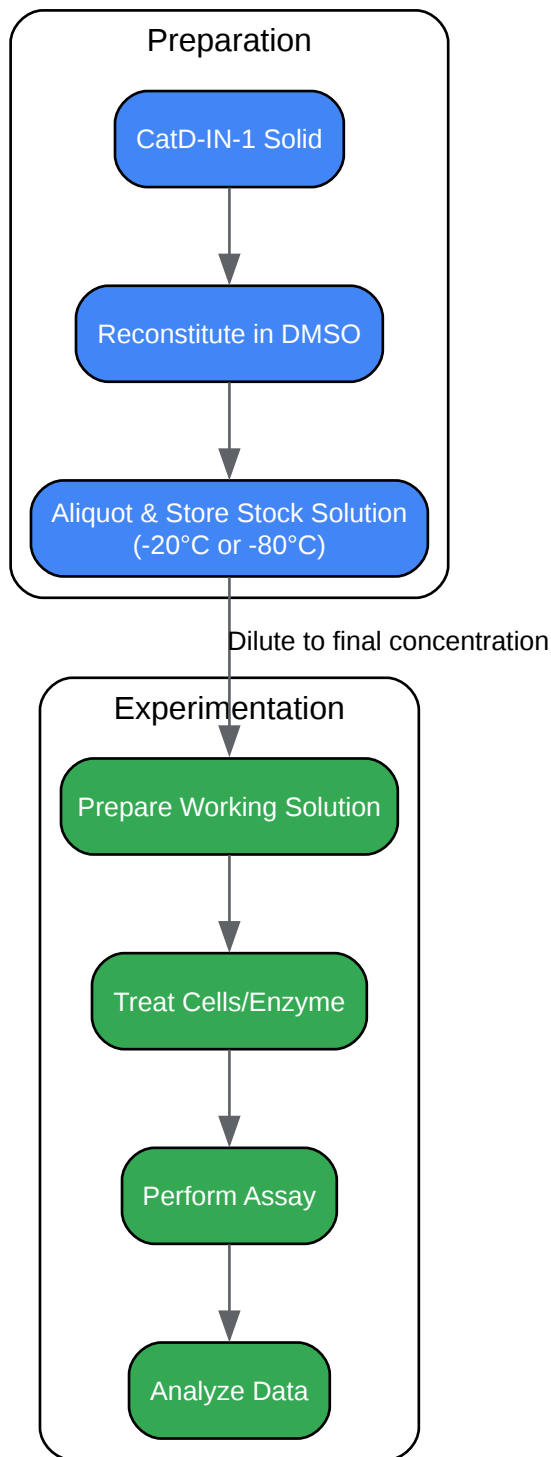 Preparation
CatD-IN-1 Solid
Reconstitute in DMSO
Aliquot & Store Stock Solution
(-20°C or -80°C)
Dilute to final concentration
Experimentation
Prepare Working Solution
Treat Cells/Enzyme
Perform Assay
Analyze Data